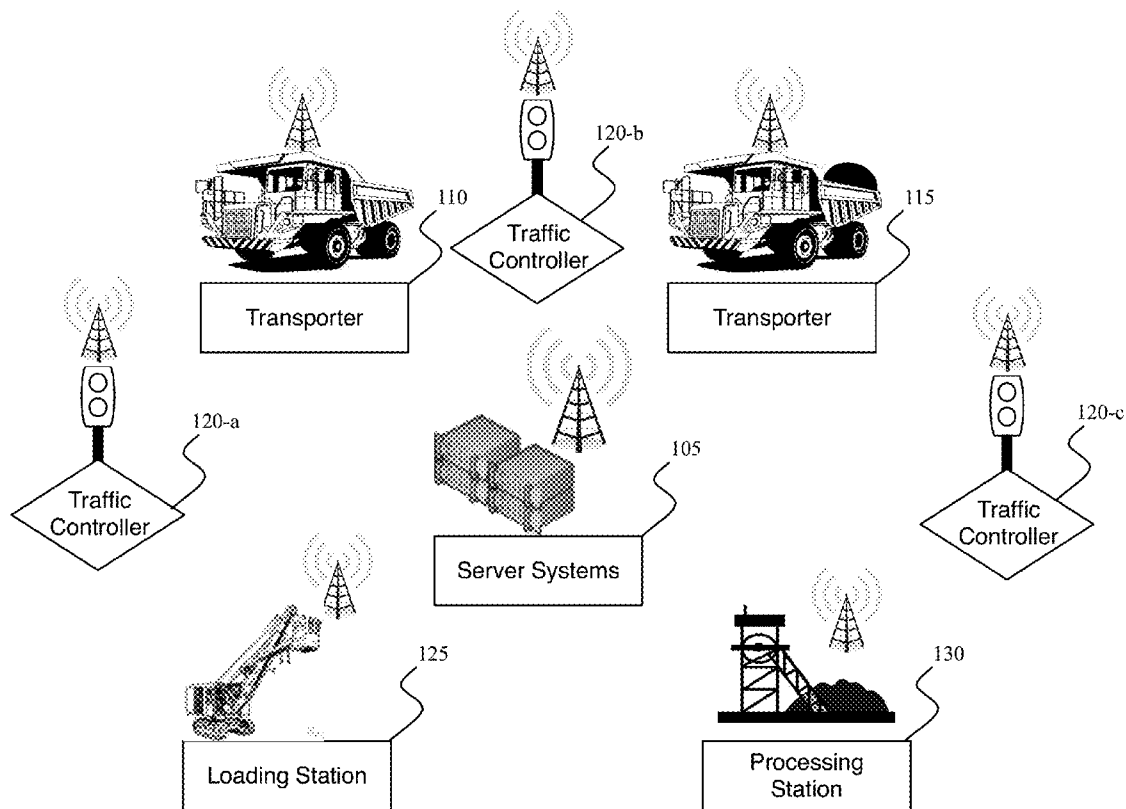 120-b
110
115
Traffic
Controller
Transporter
Transporter
120-a
120-c
105
Traffic
Controller
Traffic
Controller
Server Systems
125
130
Loading Station
Processing
Station